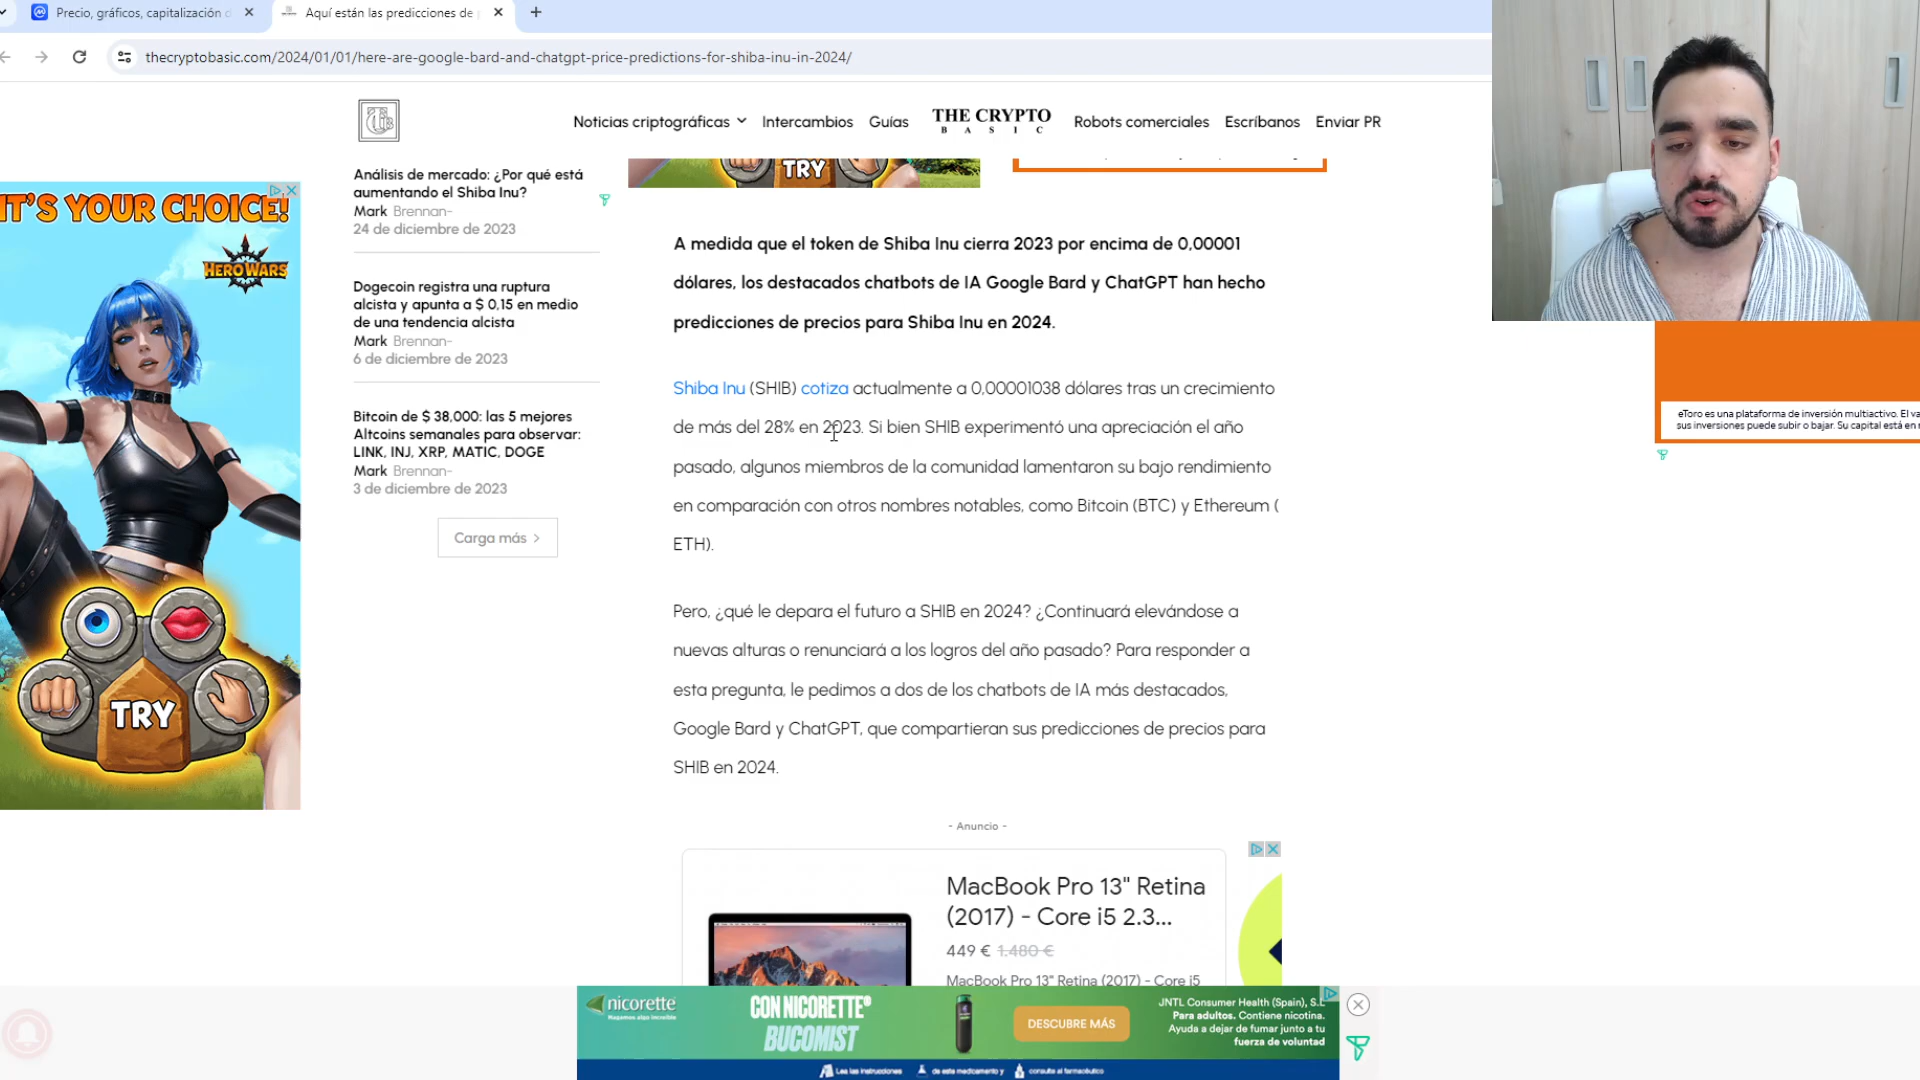 Precio, gráficos, capitalización d
Aquí están las predicciones de p
thecryptobasic.com/2024/01/01/here-are-google-bard-and-chatgpt-price-predictions-for-shiba-inu-in-2024/
Noticias criptográficas
Intercambios
Guías
THE CRYPTO
BASIC
Robots comerciales
Escríbanos
Enviar PR
Análisis de mercado: ¿Por qué está
aumentando el Shiba Inu?
Mark Brennan-
24 de diciembre de 2023
Dogecoin registra una ruptura
alcista y apunta a $ 0,15 en medio
de una tendencia alcista
Mark Brennan-
6 de diciembre de 2023
Bitcoin de $ 38,000: las 5 mejores
Altcoins semanales para observar:
LINK, INJ, XRP, MATIC, DOGE
Mark Brennan-
3 de diciembre de 2023
Carga más
IT'S YOUR CHOICE!
HERO WARS
TRY
TRY
A medida que el token de Shiba Inu cierra 2023 por encima de 0,00001
dólares, los destacados chatbots de IA Google Bard y ChatGPT han hecho
predicciones de precios para Shiba Inu en 2024.
Shiba Inu (SHIB) cotiza actualmente a 0,00001038 dólares tras un crecimiento
de más del 28% en 2023. Si bien SHIB experimentó una apreciación el año
pasado, algunos miembros de la comunidad lamentaron su bajo rendimiento
en comparación con otros nombres notables, como Bitcoin (BTC) y Ethereum (
ETH).
Pero, ¿qué le depara el futuro a SHIB en 2024? ¿Continuará elevándose a
nuevas alturas o renunciará a los logros del año pasado? Para responder a
esta pregunta, le pedimos a dos de los chatbots de IA más destacados,
Google Bard y ChatGPT, que compartieran sus predicciones de precios para
SHIB en 2024.
- Anuncio -
MacBook Pro 13" Retina
(2017) - Core i5 2.3...
449 € 1.480 €
MacBook Pro 13" Retina (2017) - Core i5
eToro es una plataforma de inversión multiactivo. El va
sus inversiones puede subir o bajar. Su capital está en
nicorette
CON NICORETTE®
BUCOMIST
DESCUBRE MÁS
JNTL Consumer Health (Spain), S.L
Para adultos. Contiene nicotina.
Ayuda a dejar de fumar junto a tu
fuerza de voluntad
Lea las instrucciones
de este medicamento y
consulte al farmacéutico